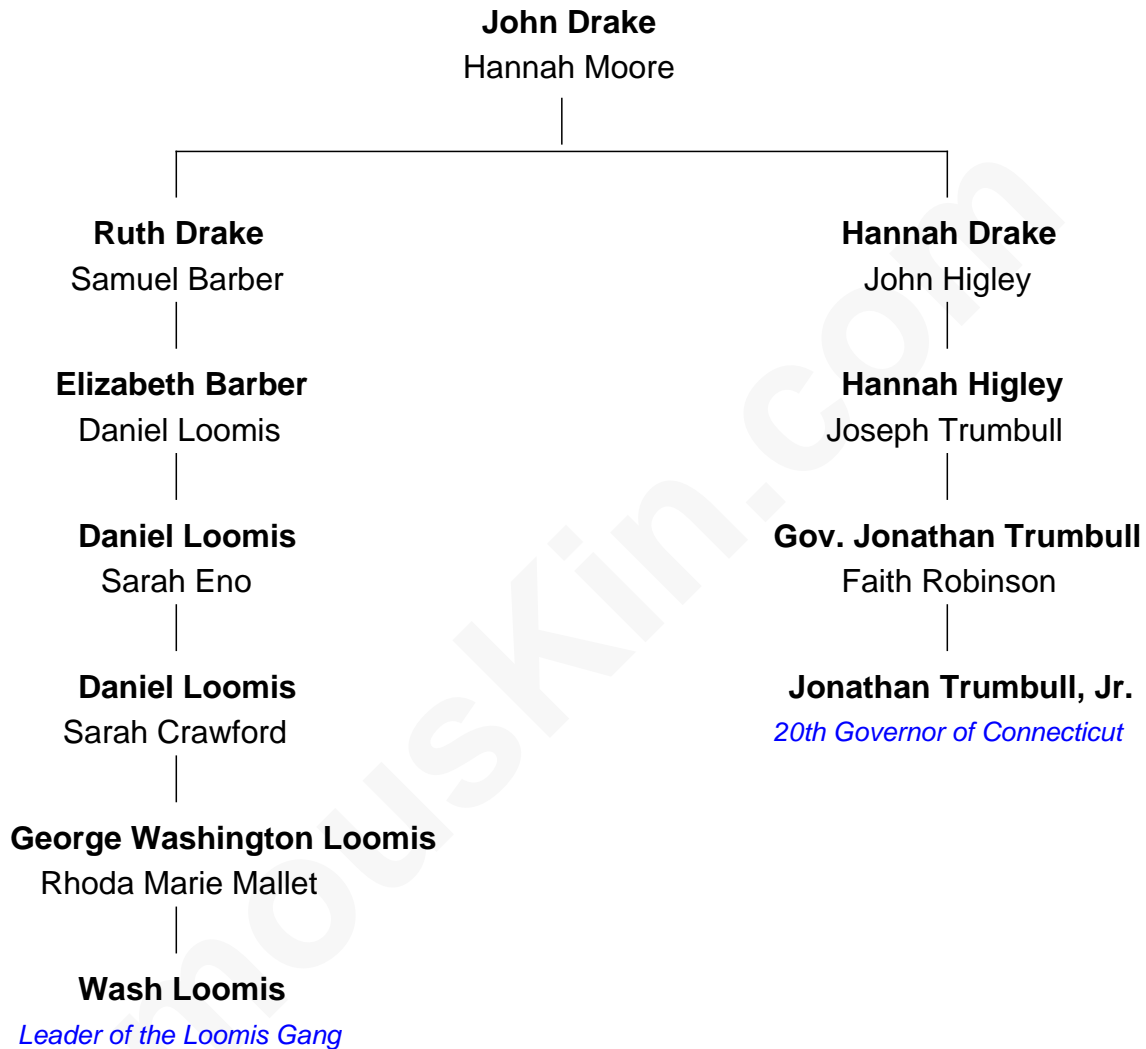 John Drake
Hannah Moore
Ruth Drake
Samuel Barber
Hannah Drake
John Higley
Elizabeth Barber
Daniel Loomis
Hannah Higley
Joseph Trumbull
Daniel Loomis
Sarah Eno
Gov. Jonathan Trumbull
Faith Robinson
Daniel Loomis
Sarah Crawford
Jonathan Trumbull, Jr.
20th Governor of Connecticut
George Washington Loomis
Rhoda Marie Mallet
Wash Loomis
Leader of the Loomis Gang
mousKin.com